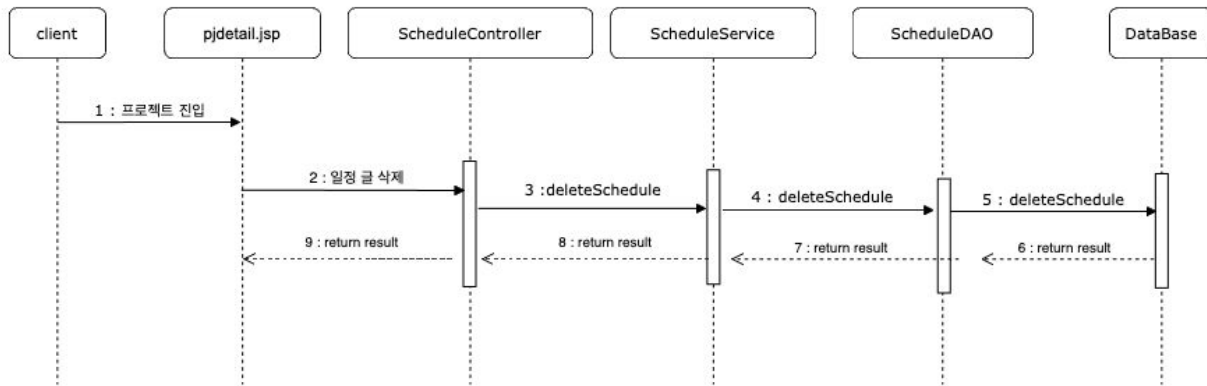 client
pjdetail.jsp
ScheduleController
ScheduleService
ScheduleDAO
DataBase
1 : 프로젝트 진입
2 : 일정 글 삭제
3 :deleteSchedule
4 : deleteSchedule
5 : deleteSchedule
9 : return result
8 : return result
7 : return result
6 : return result